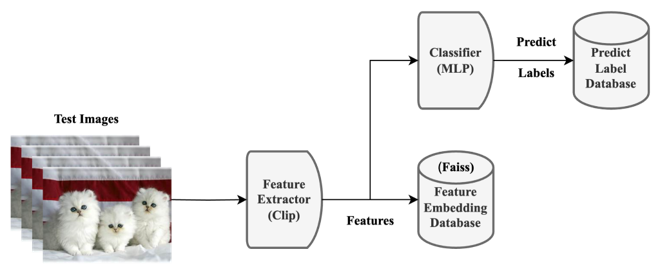 Test Images
Feature
Extractor
(Clip)
Features
Classifier
(MLP)
Predict
Labels
Predict
Label
Database
(Faiss)
Feature
Embedding
Database